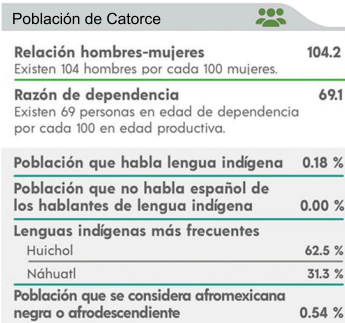 Población de Catorce
Relación hombres-mujeres 104.2
Existen 104 hombres por cada 100 mujeres.
Razón de dependencia 69.1
Existen 69 personas en edad de dependencia
por cada 100 en edad productiva.
Población que habla lengua indígena 0.18 %
Población que no habla español de
los hablantes de lengua indígena 0.00 %
Lenguas indígenas más frecuentes
Huichol 62.5 %
Náhuatl 31.3 %
Población que se considera afromexicana
negra o afrodescendiente 0.54 %